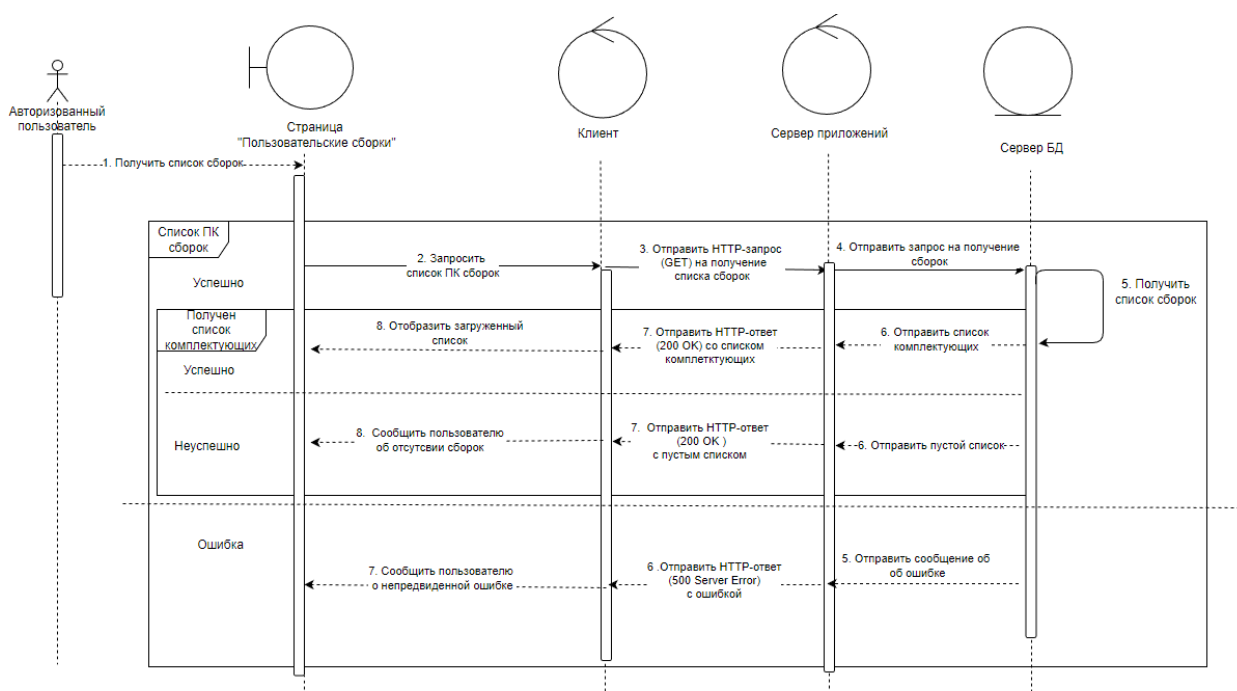 Авторизованный
пользователь
Страница
"Пользовательские сборки"
Клиент
Сервер приложений
Сервер БД
1. Получить список сборок
Список ПК
сборок
Успешно
2. Запросить
список ПК сборок
3. Отправить HTTP-запрос
(GET) на получение
списка сборок
4. Отправить запрос на получение
сборок
5. Получить
список сборок
Получен
список
комплектующих
Успешно
8. Отобразить загруженный
список
7. Отправить HTTP-ответ
(200 OK) со списком
комплетктующих
6. Отправить список
комплектующих
Неуспешно
8. Сообщить пользователю
об отсутсвии сборок
7. Отправить HTTP-ответ
(200 OK )
с пустым списком
6. Отправить пустой список
Ошибка
7. Сообщить пользователю
о непредвиденной ошибке
6 .Отправить HTTP-ответ
(500 Server Error)
с ошибкой
5. Отправить сообщение об
об ошибке